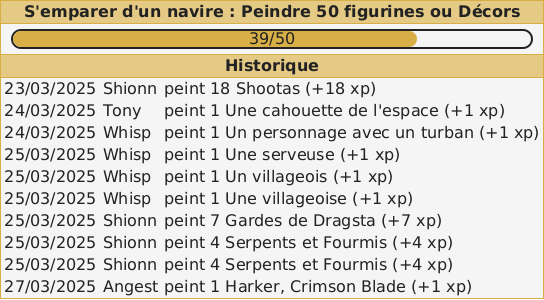 S'emparer d'un navire : Peindre 50 figurines ou Décors
39/50
Historique
23/03/2025 Shionn peint 18 Shootas (+18 xp)
24/03/2025 Tony peint 1 Une cahouette de l'espace (+1 xp)
24/03/2025 Whisp peint 1 Un personnage avec un turban (+1 xp)
25/03/2025 Whisp peint 1 Une serveuse (+1 xp)
25/03/2025 Whisp peint 1 Un villageois (+1 xp)
25/03/2025 Whisp peint 1 Une villageoise (+1 xp)
25/03/2025 Shionn peint 7 Gardes de Dragsta (+7 xp)
25/03/2025 Shionn peint 4 Serpents et Fourmis (+4 xp)
25/03/2025 Shionn peint 4 Serpents et Fourmis (+4 xp)
27/03/2025 Angest peint 1 Harker, Crimson Blade (+1 xp)